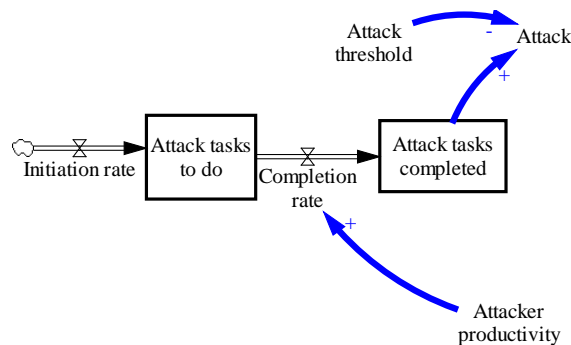 Attack
threshold
-
Attack
+
Attack tasks
to do
Attack tasks
completed
Initiation rate
Completion
rate
+
Attacker
productivity